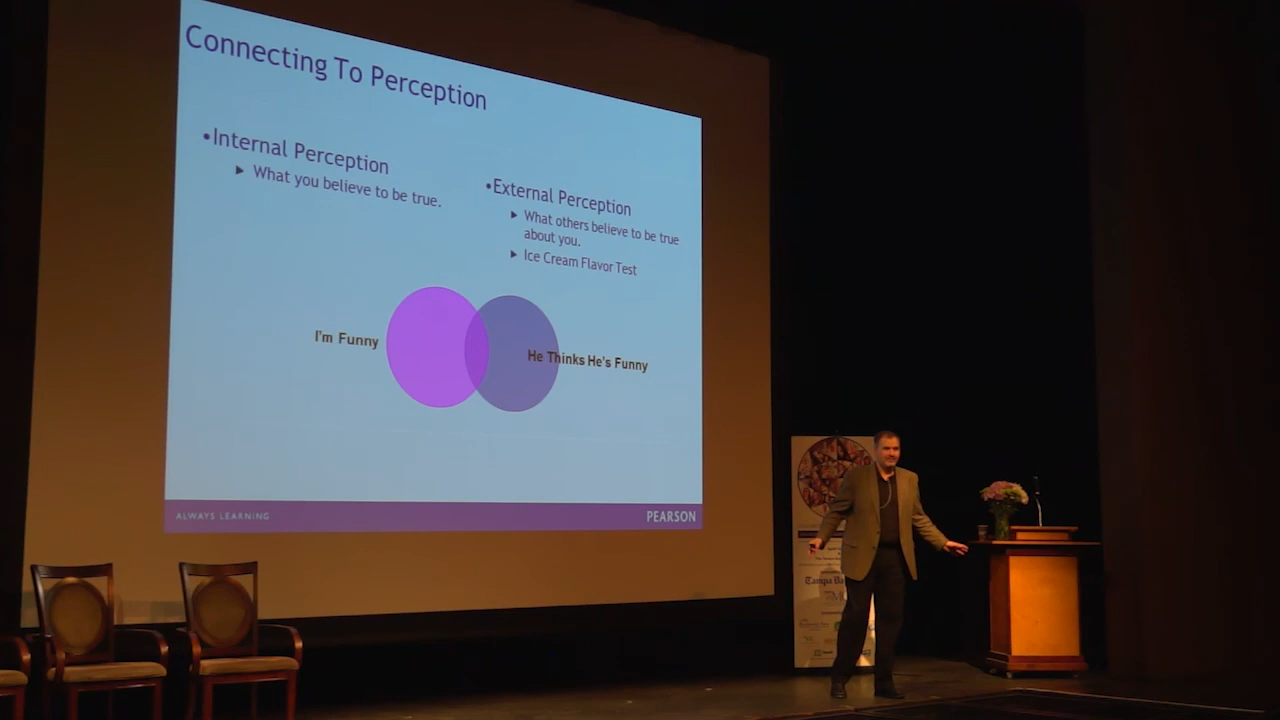 Connecting To Perception
•Internal Perception
What you believe to be true.
•External Perception
What others believe to be true
about you.
Ice Cream Flavor Test
I'm Funny
He Thinks He's Funny
ALWAYS LEARNING
PEARSON
Tampa Ba